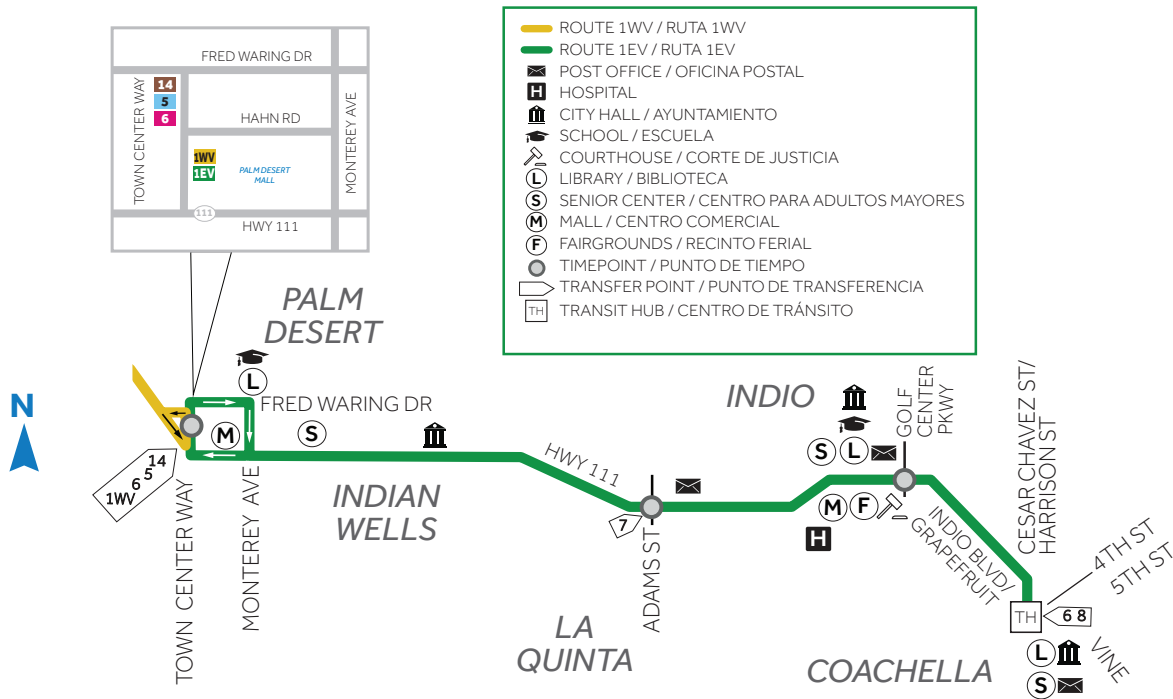 FRED WARING DR
TOWN CENTER WAY
14
5
6
HAHN RD
MONTEREY AVE
1WV
1EV
PALM DESERT
MALL
111
HWY 111
ROUTE 1WV / RUTA 1WV
ROUTE 1EV / RUTA 1EV
POST OFFICE / OFICINA POSTAL
H HOSPITAL
CITY HALL / AYUNTAMIENTO
SCHOOL / ESCUELA
COURTHOUSE / CORTE DE JUSTICIA
L LIBRARY / BIBLIOTECA
S SENIOR CENTER / CENTRO PARA ADULTOS MAYORES
M MALL / CENTRO COMERCIAL
F FAIRGROUNDS / RECINTO FERIAL
TIMEPOINT / PUNTO DE TIEMPO
TRANSFER POINT / PUNTO DE TRANSFERENCIA
TH TRANSIT HUB / CENTRO DE TRÁNSITO
PALM
DESERT
N
L
FRED WARING DR
M
S
14
6 5
1WV
TOWN CENTER WAY
MONTEREY AVE
INDIAN
WELLS
HWY 111
7
ADAMS ST
LA
QUINTA
INDIO
GOLF
CENTER
PKWY
S
L
M
F
H
INDIO BLVD/
GRAPEFRUIT
CESAR CHAVEZ ST/
HARRISON ST
4TH ST
5TH ST
TH
6 8
VINE
COACHELLA
L
S